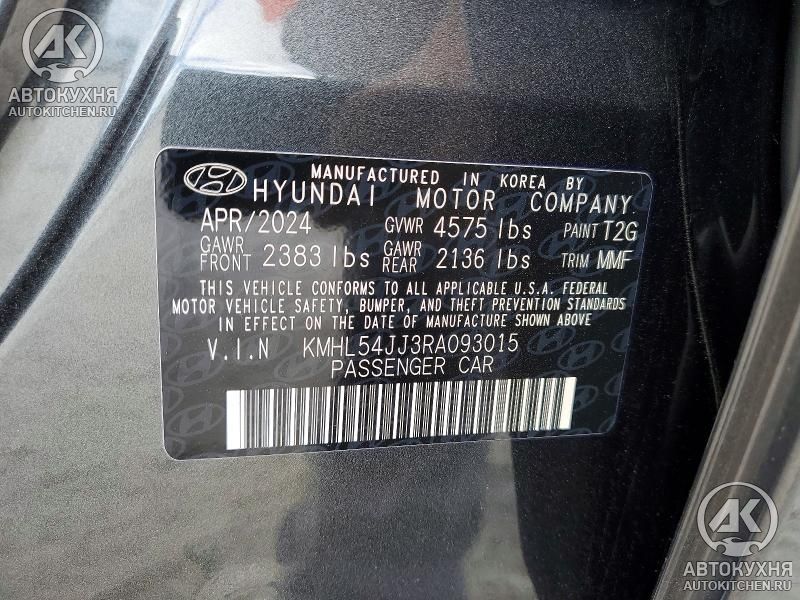 АК
АВТОКУХНЯ
AUTOKITCHEN.RU
MANUFACTURED IN KOREA BY
HYUNDAI MOTOR COMPANY
APR/2024 GVWR 4575 lbs PAINT T2G
GAWR FRONT 2383 lbs GAWR REAR 2136 lbs TRIM MMF
THIS VEHICLE CONFORMS TO ALL APPLICABLE U.S.A. FEDERAL
MOTOR VEHICLE SAFETY, BUMPER, AND THEFT PREVENTION STANDARDS
IN EFFECT ON THE DATE OF MANUFACTURE SHOWN ABOVE
V.I.N KMHL54JJ3RA093015
PASSENGER CAR
АК
АВТОКУХНЯ
AUTOKITCHEN.RU